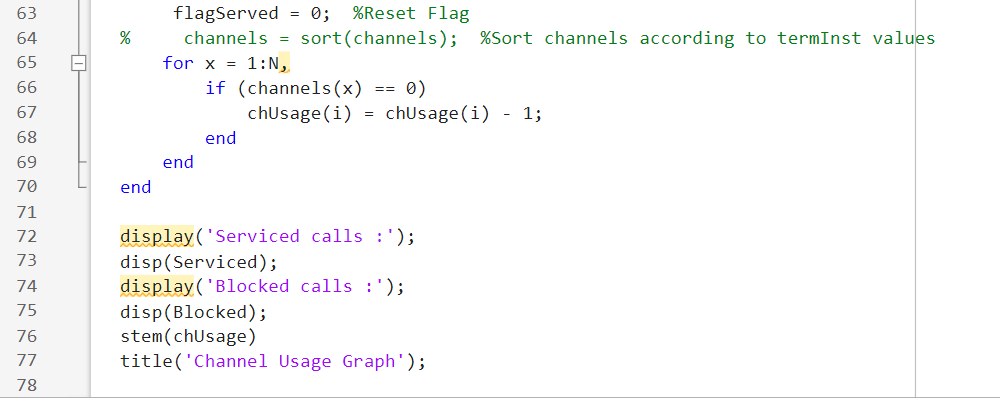 63 flagServed = 0; %Reset Flag
64 % channels = sort(channels); %Sort channels according to termInst values
65 for x = 1:N,
66 if (channels(x) == 0)
67 chUsage(i) = chUsage(i) - 1;
68 end
69 end
70 end
71
72 display('Serviced calls :');
73 disp(Serviced);
74 display('Blocked calls :');
75 disp(Blocked);
76 stem(chUsage)
77 title('Channel Usage Graph');
78